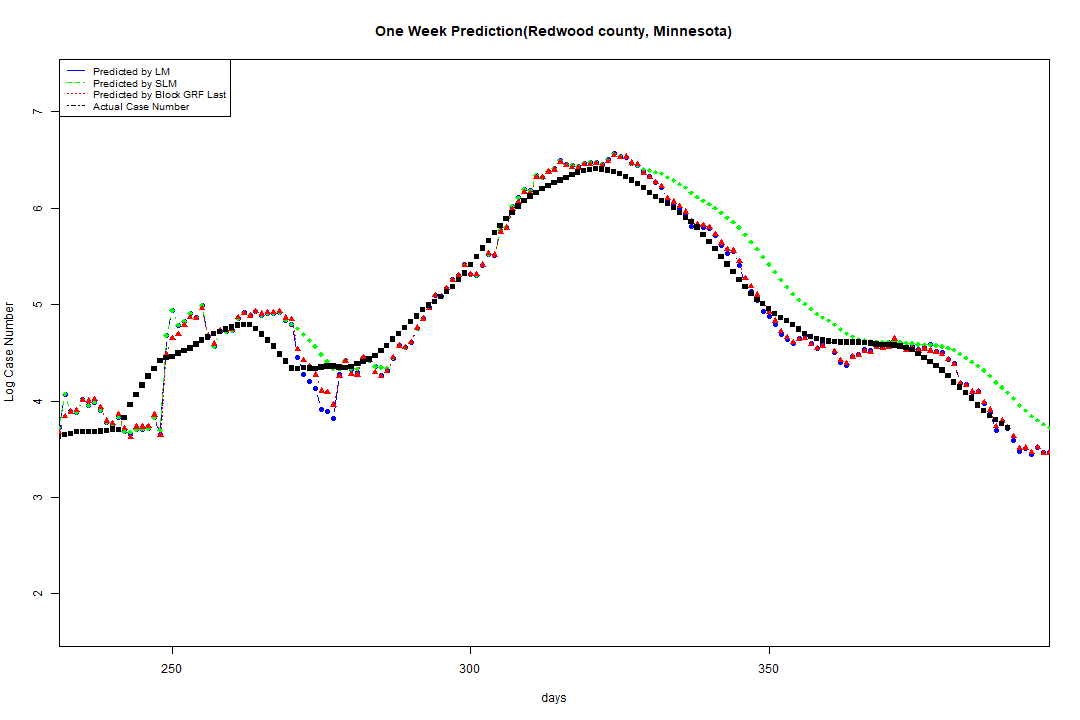 One Week Prediction(Redwood county, Minnesota)
Predicted by LM
Predicted by SLM
Predicted by Block GRF Last
Actual Case Number
7
6
5
4
3
2
Log Case Number
250 300 350
days